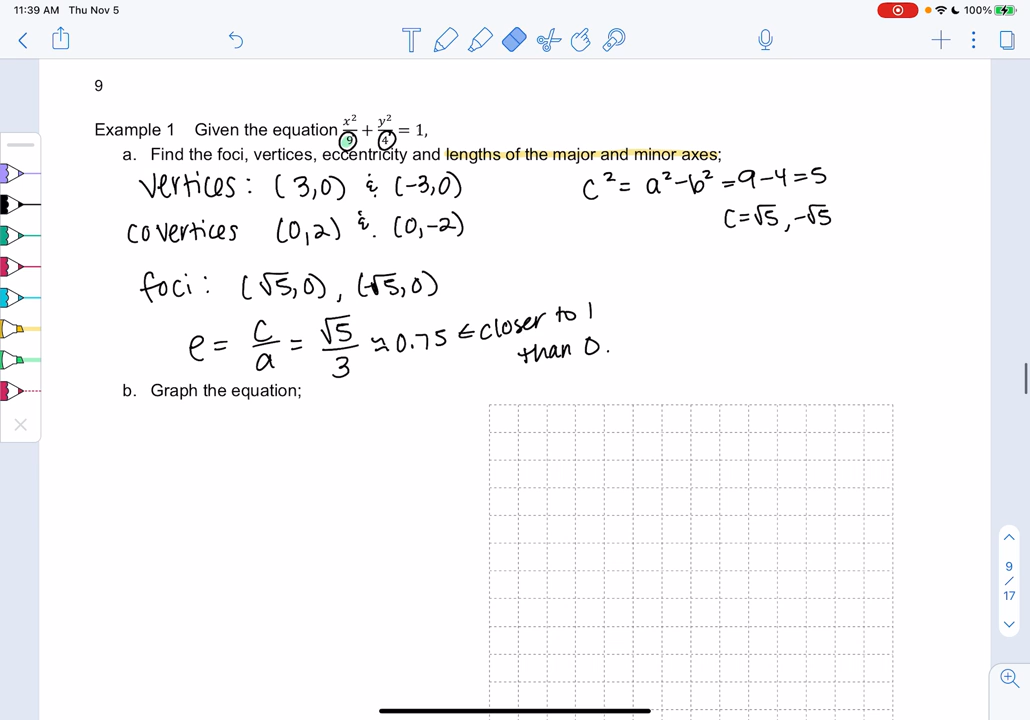 11:39 AM Thu Nov 5
100%
T
9
Example 1 Given the equation x²/9 + y²/4 = 1,
a. Find the foci, vertices, eccentricity and lengths of the major and minor axes;
vertices: (3,0) & (-3,0)
c² = a²-b² = 9-4=5
c=√5, -√5
covertices (0,2) &. (0,-2)
foci: (√5,0), (-√5,0)
e = c/a = √5/3 ≈ 0.75 ← closer to 1
than 0.
b. Graph the equation;
9
/
17